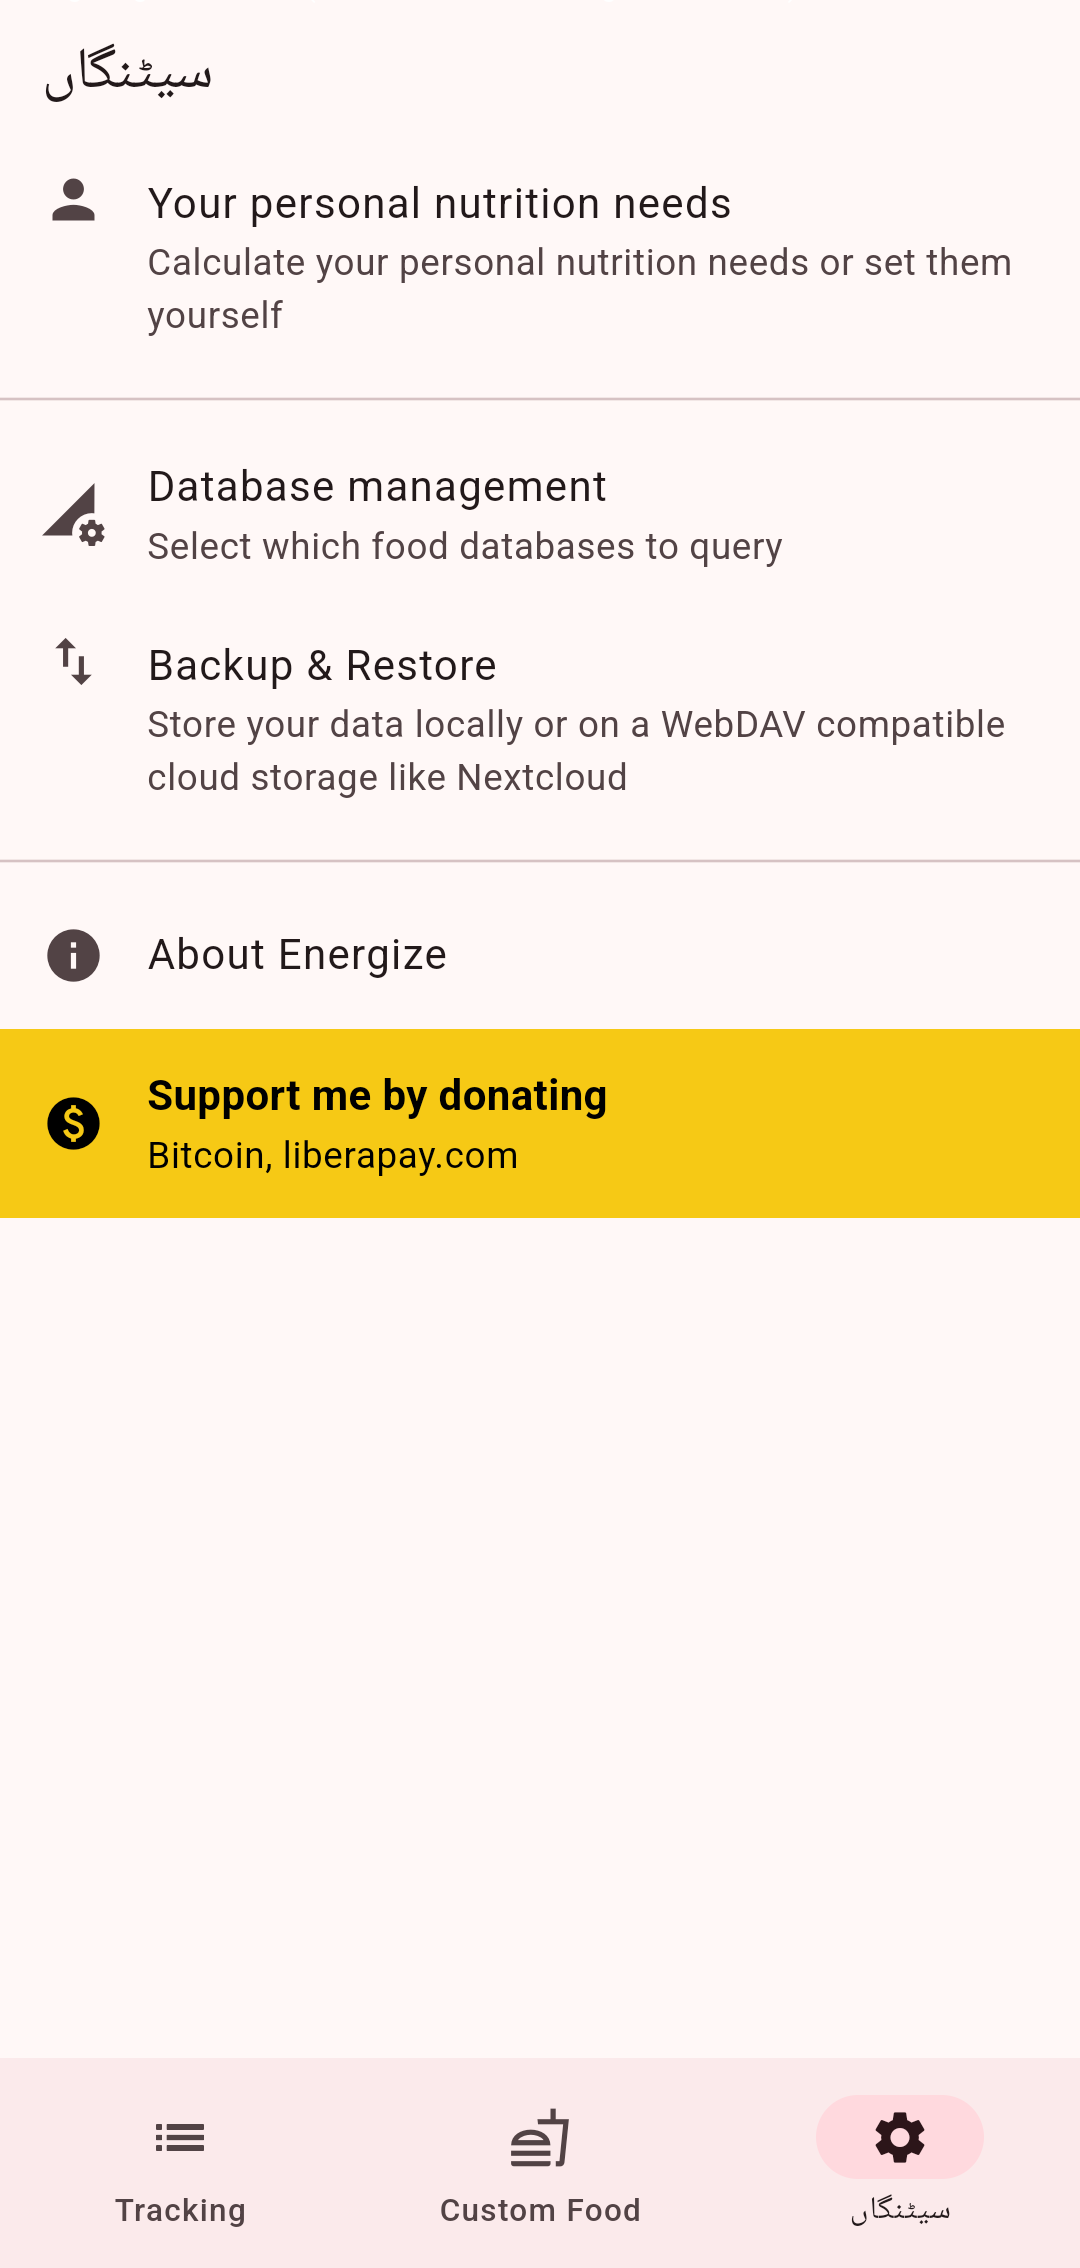 سیٹنگاں
Your personal nutrition needs
Calculate your personal nutrition needs or set them
yourself
Database management
Select which food databases to query
Backup & Restore
Store your data locally or on a WebDAV compatible
cloud storage like Nextcloud
About Energize
Support me by donating
Bitcoin, liberapay.com
Tracking
Custom Food
سیٹنگاں